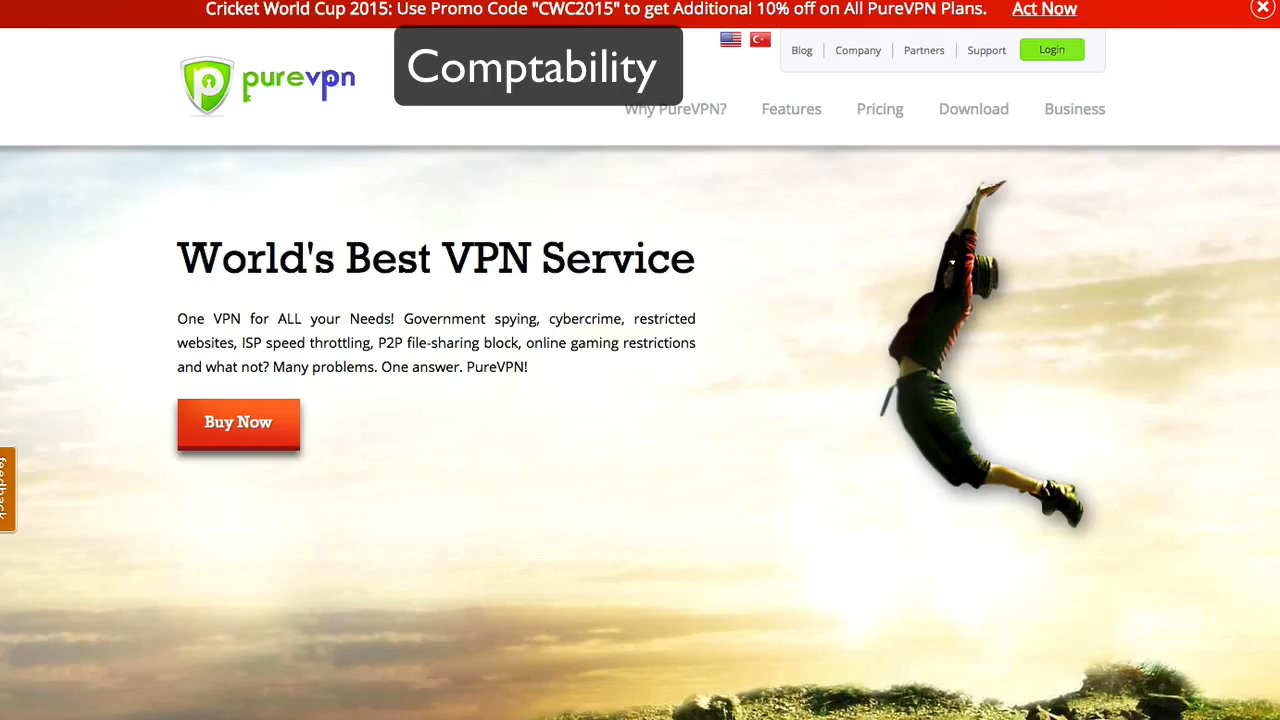 Cricket World Cup 2015: Use Promo Code "CWC2015" to get Additional 10% off on All PureVPN Plans. Act Now
Comptability
Blog Company Partners Support Login
purevpn
Why PureVPN? Features Pricing Download Business
World's Best VPN Service
One VPN for ALL your Needs! Government spying, cybercrime, restricted
websites, ISP speed throttling, P2P file-sharing block, online gaming restrictions
and what not? Many problems. One answer. PureVPN!
Buy Now
feedback